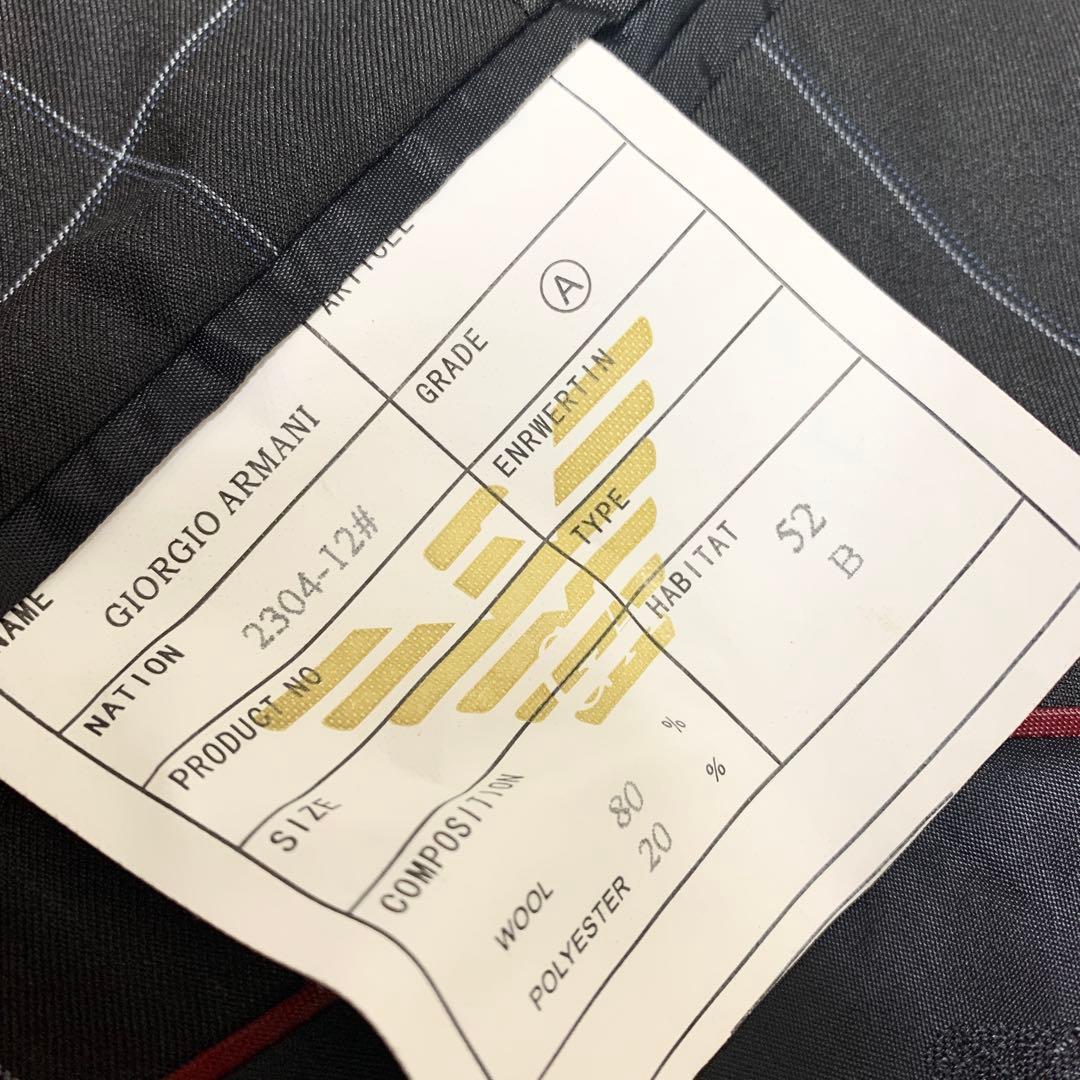 NAME GIORGIO ARMANI
ARTICLE
NATION 2304-12#
GRADE A
PRODUCT NO
ENRWERTIN
SIZE
TYPE
COMPOSITION
HABITAT 52
B
%
%
WOOL 80
POLYESTER 20